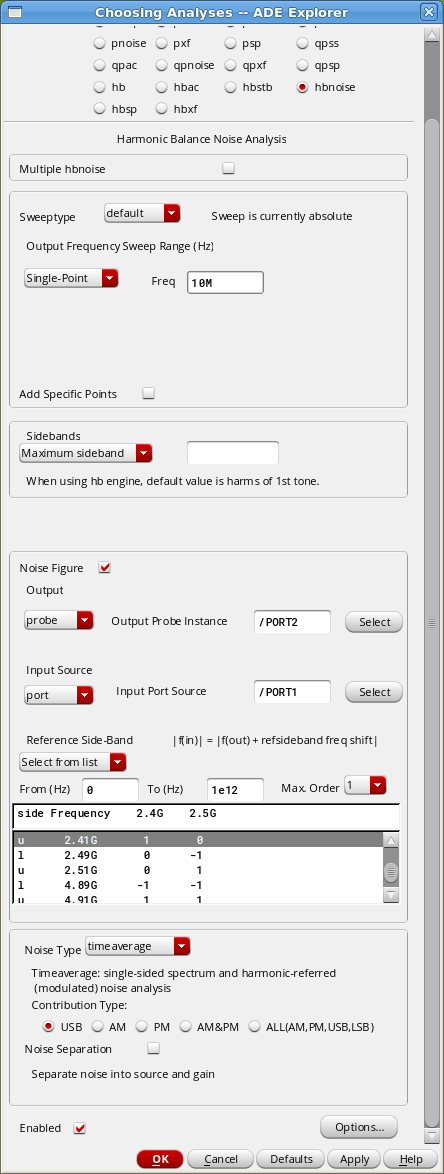 Choosing Analyses -- ADE Explorer
pnoise pxf psp qpss
qpac qpnoise qpxf qpsp
hb hbac hbstb hbnoise
hbsp hbxf
Harmonic Balance Noise Analysis
Multiple hbnoise
Sweeptype default Sweep is currently absolute
Output Frequency Sweep Range (Hz)
Single-Point Freq 10M
Add Specific Points
Sidebands
Maximum sideband
When using hb engine, default value is harms of 1st tone.
Noise Figure
Output
probe Output Probe Instance /PORT2 Select
Input Source
port Input Port Source /PORT1 Select
Reference Side-Band |f(in)| = |f(out) + refsideband freq shift|
Select from list
From (Hz) 0 To (Hz) 1e12 Max. Order 1
side Frequency 2.4G 2.5G
u 2.41G 1 0
l 2.49G 0 -1
u 2.51G 0 1
l 4.89G -1 -1
u 4.91G 1 1
Noise Type timeaverage
Timeaverage: single-sided spectrum and harmonic-referred
(modulated) noise analysis
Contribution Type:
USB AM PM AM&PM ALL(AM,PM,USB,LSB)
Noise Separation
Separate noise into source and gain
Enabled Options...
OK Cancel Defaults Apply Help